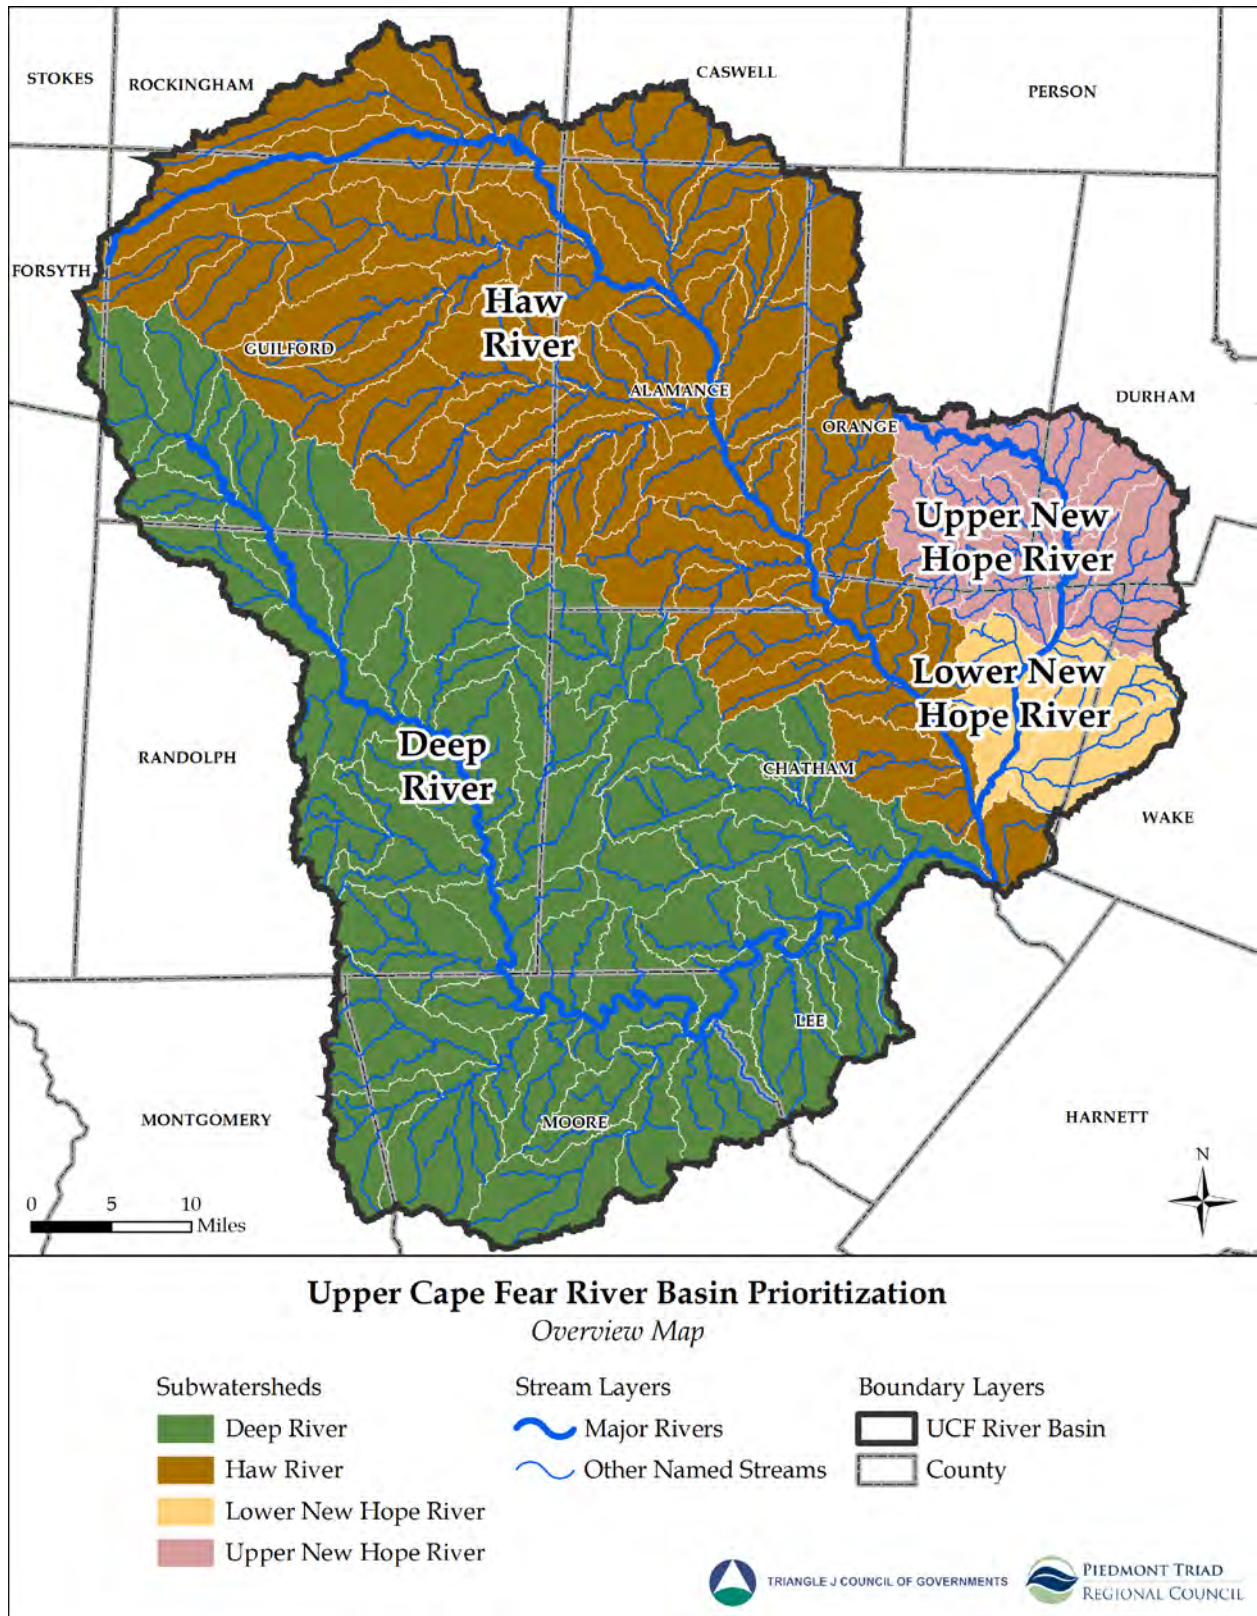 STOKES
ROCKINGHAM
CASWELL
PERSON
FORSYTH
Haw
River
GUILFORD
ALAMANCE
ORANGE
DURHAM
Upper New
Hope River
Lower New
Hope River
Deep
River
RANDOLPH
CHATHAM
WAKE
LEE
MONTGOMERY
MOORE
HARNETT
N
0 5 10
Miles
Upper Cape Fear River Basin Prioritization
Overview Map
Subwatersheds
Deep River
Haw River
Lower New Hope River
Upper New Hope River
Stream Layers
Major Rivers
Other Named Streams
Boundary Layers
UCF River Basin
County
TRIANGLE J COUNCIL OF GOVERNMENTS
PIEDMONT TRIAD
REGIONAL COUNCIL